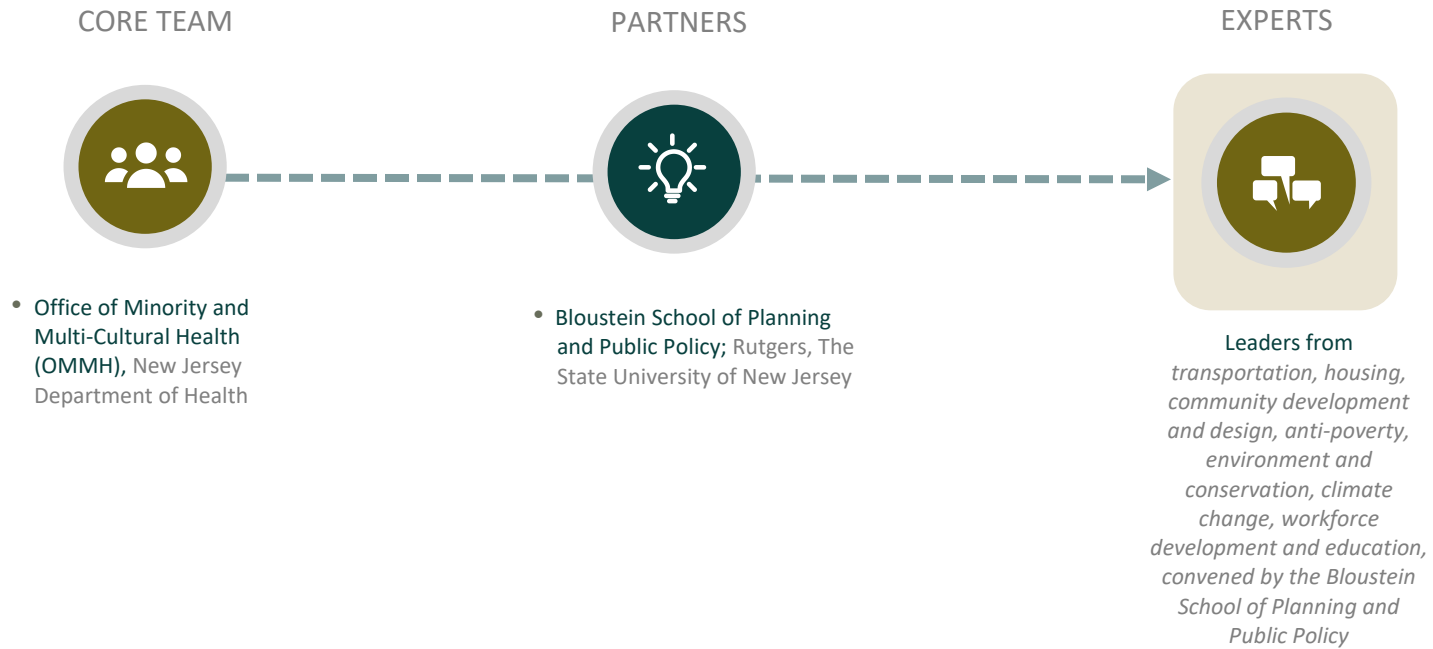 CORE TEAM
PARTNERS
EXPERTS
• Office of Minority and
Multi-Cultural Health
(OMMH), New Jersey
Department of Health
• Bloustein School of Planning
and Public Policy; Rutgers, The
State University of New Jersey
Leaders from
transportation, housing,
community development
and design, anti-poverty,
environment and
conservation, climate
change, workforce
development and education,
convened by the Bloustein
School of Planning and
Public Policy